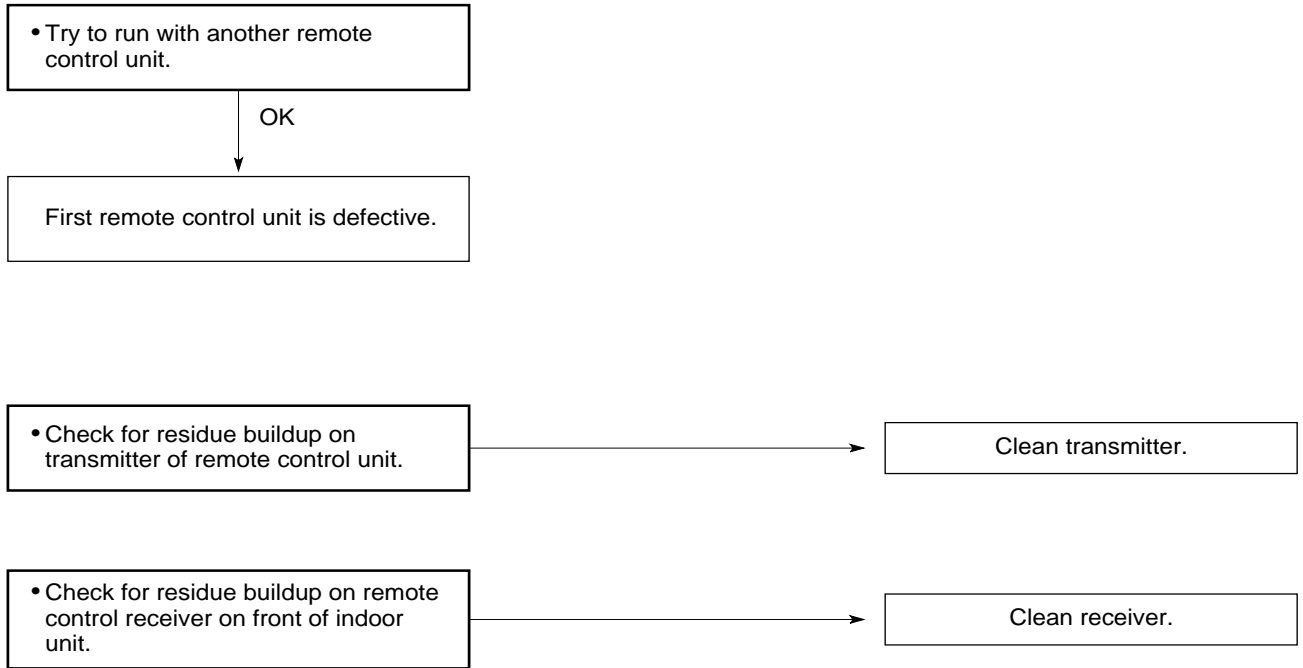 • Try to run with another remote
control unit.
OK
First remote control unit is defective.
• Check for residue buildup on
transmitter of remote control unit.
Clean transmitter.
• Check for residue buildup on remote
control receiver on front of indoor
unit.
Clean receiver.